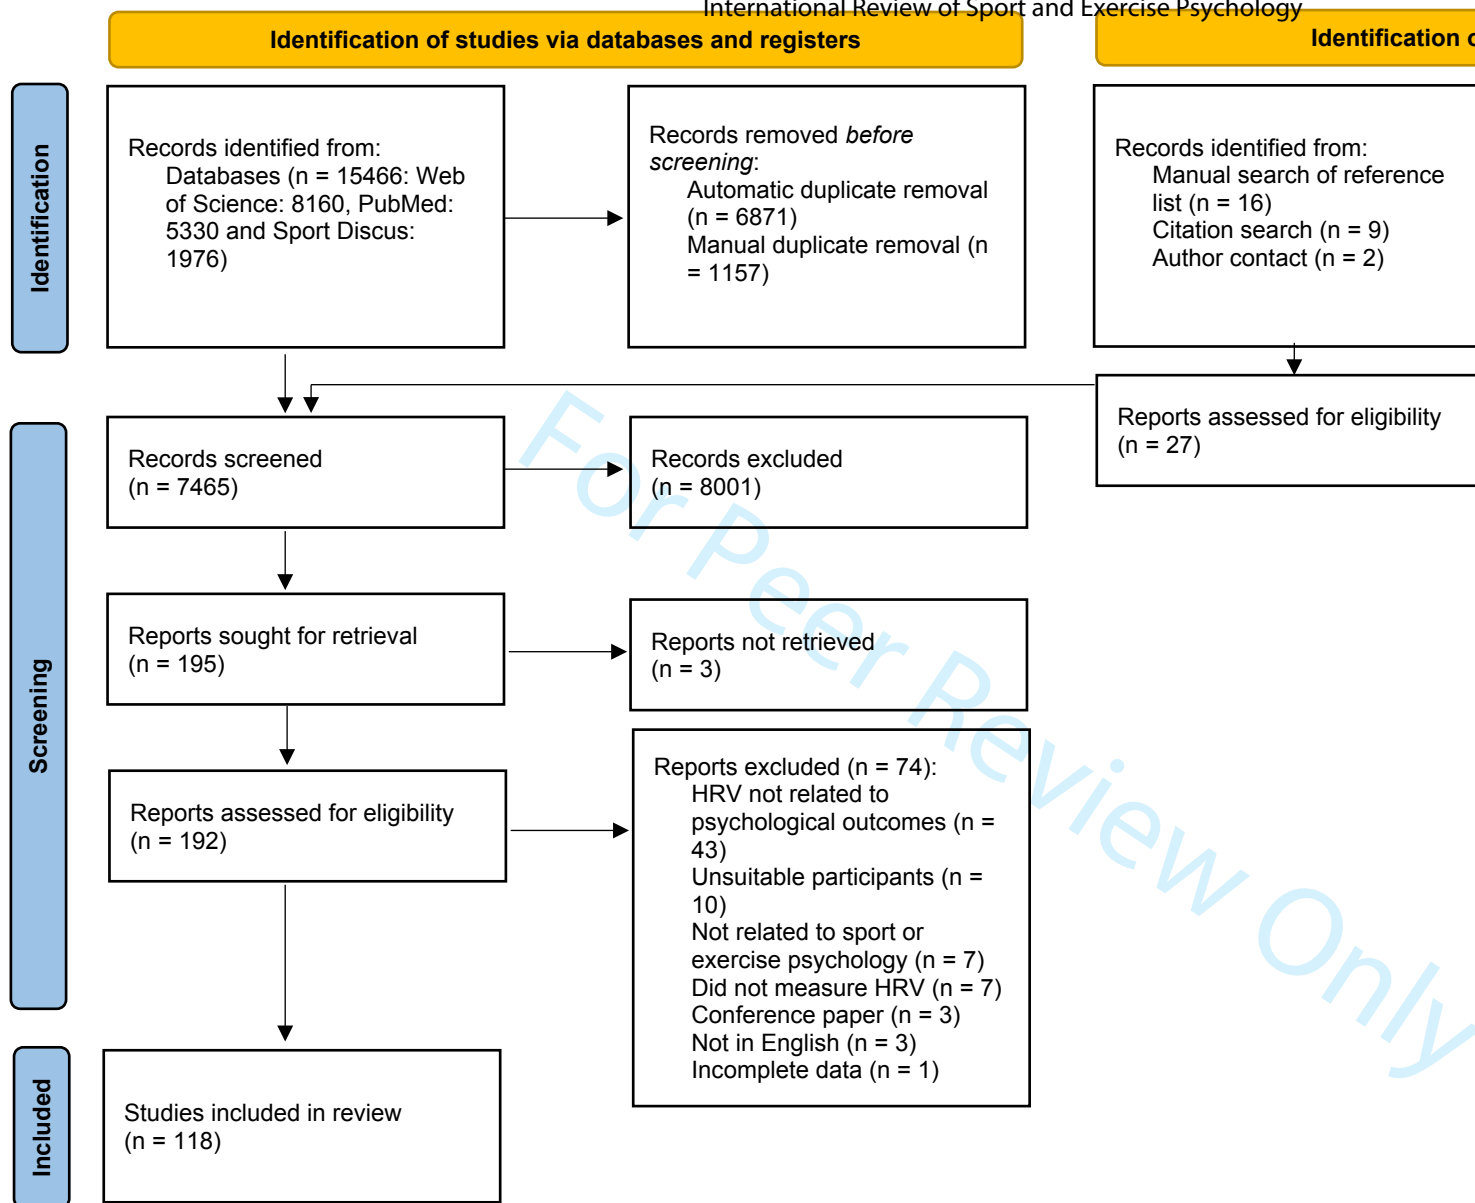 International Review of Sport and Exercise Psychology
Identification of studies via databases and registers
Identification
Identification
Records identified from:
Databases (n = 15466: Web
of Science: 8160, PubMed:
5330 and Sport Discus:
1976)
Records removed before
screening:
Automatic duplicate removal
(n = 6871)
Manual duplicate removal (n
= 1157)
Records identified from:
Manual search of reference
list (n = 16)
Citation search (n = 9)
Author contact (n = 2)
Screening
Records screened
(n = 7465)
Records excluded
(n = 8001)
Reports assessed for eligibility
(n = 27)
Reports sought for retrieval
(n = 195)
Reports not retrieved
(n = 3)
Reports assessed for eligibility
(n = 192)
Reports excluded (n = 74):
HRV not related to
psychological outcomes (n =
43)
Unsuitable participants (n =
10)
Not related to sport or
exercise psychology (n = 7)
Did not measure HRV (n = 7)
Conference paper (n = 3)
Not in English (n = 3)
Incomplete data (n = 1)
Included
Studies included in review
(n = 118)
For Peer Review Only